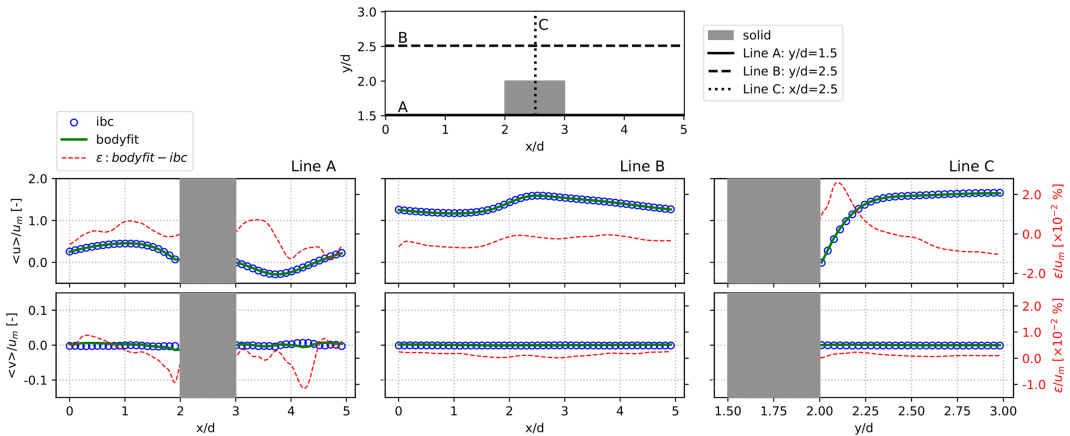 3.0
2.5
2.0
1.5
y/d
0
1
2
3
4
5
x/d
A
B
C
solid
Line A: y/d=1.5
Line B: y/d=2.5
Line C: x/d=2.5
ibc
bodyfit
ε : bodyfit − ibc
Line A
Line B
Line C
2.0
1.0
0.0
<u>/uₘ [-]
2.0
0.0
-2.0
ε/uₘ [×10⁻² %]
0.1
0.0
-0.1
<v>/uₘ [-]
2.0
1.0
0.0
-1.0
ε/uₘ [×10⁻² %]
0
1
2
3
4
5
x/d
0
1
2
3
4
5
x/d
1.50
1.75
2.00
2.25
2.50
2.75
3.00
y/d